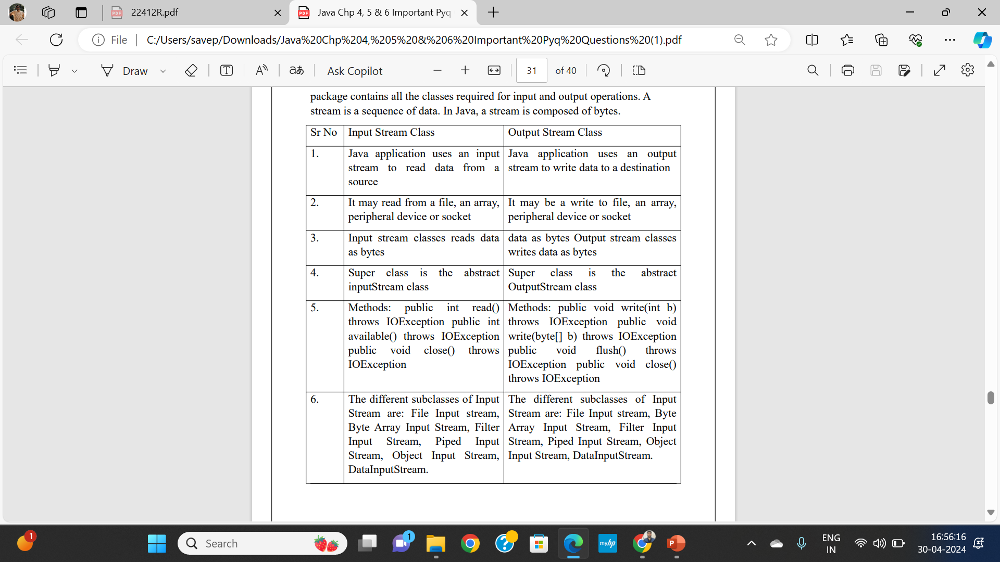 22412R.pdf
Java Chp 4, 5 & 6 Important Pyq
File
C:/Users/savep/Downloads/Java%20Chp%204,%205%20&%206%20Important%20Pyq%20Questions%20(1).pdf
Draw
Ask Copilot
31
of 40
package contains all the classes required for input and output operations. A
stream is a sequence of data. In Java, a stream is composed of bytes.
Sr No
Input Stream Class
Output Stream Class
1.
Java application uses an input
stream to read data from a
source
Java application uses an output
stream to write data to a destination
2.
It may read from a file, an array,
peripheral device or socket
It may be a write to file, an array,
peripheral device or socket
3.
Input stream classes reads data
as bytes
data as bytes Output stream classes
writes data as bytes
4.
Super class is the abstract
inputStream class
Super class is the abstract
OutputStream class
5.
Methods: public int read()
throws IOException public int
available() throws IOException
public void close() throws
IOException
Methods: public void write(int b)
throws IOException public void
write(byte[] b) throws IOException
public void flush() throws
IOException public void close()
throws IOException
6.
The different subclasses of Input
Stream are: File Input stream,
Byte Array Input Stream, Filter
Input Stream, Piped Input
Stream, Object Input Stream,
DataInputStream.
The different subclasses of Input
Stream are: File Input stream, Byte
Array Input Stream, Filter Input
Stream, Piped Input Stream, Object
Input Stream, DataInputStream.
1
Search
1
myhp
ENG
IN
16:56:16
30-04-2024